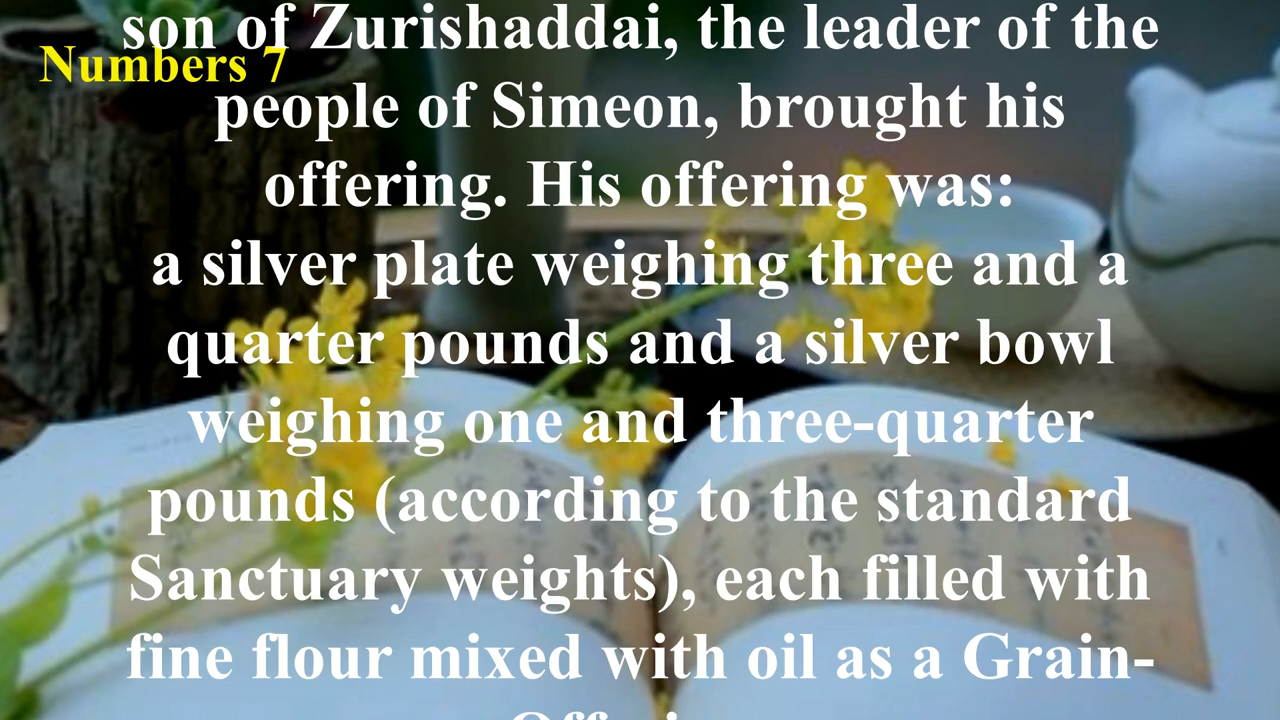 Numbers 7
son of Zurishaddai, the leader of the
people of Simeon, brought his
offering. His offering was:
a silver plate weighing three and a
quarter pounds and a silver bowl
weighing one and three-quarter
pounds (according to the standard
Sanctuary weights), each filled with
fine flour mixed with oil as a Grain-